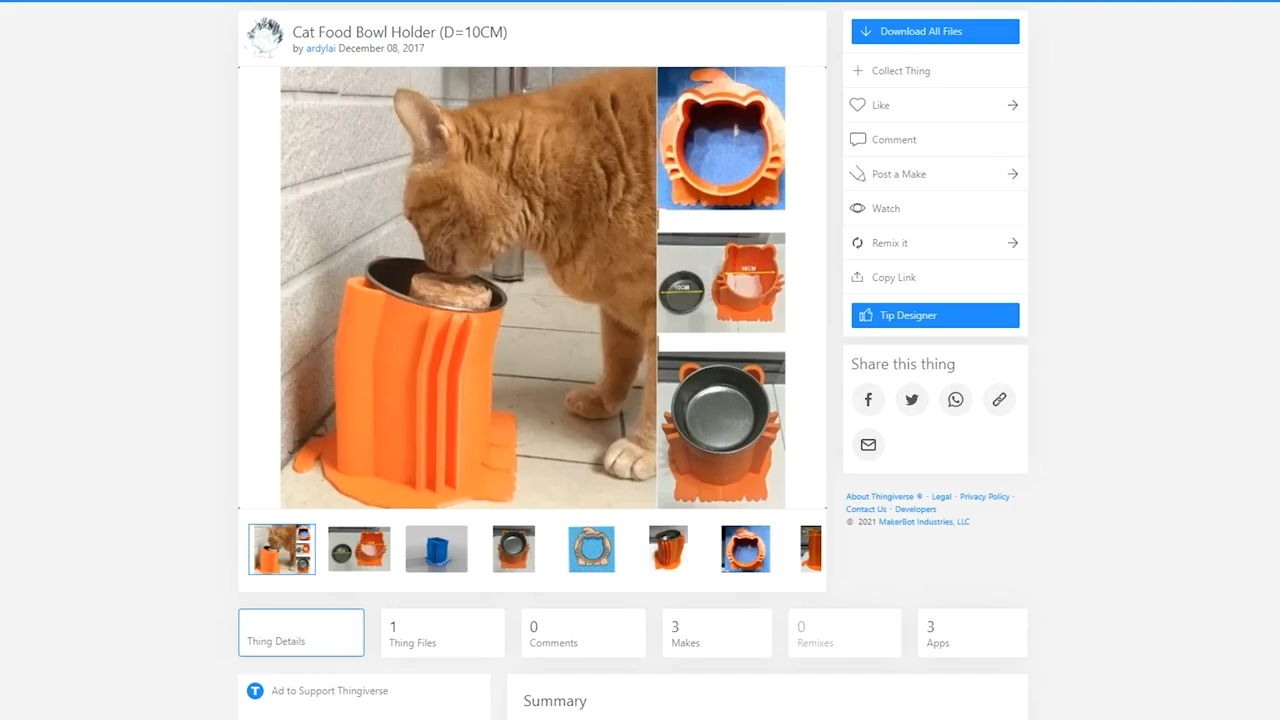 Cat Food Bowl Holder (D=10CM)
by ardylai December 08, 2017
10CM
10CM
Download All Files
Collect Thing
Like
Comment
Post a Make
Watch
Remix it
Copy Link
Tip Designer
Share this thing
About Thingiverse ® · Legal · Privacy Policy ·
Contact Us · Developers
© 2021 MakerBot Industries, LLC
Thing Details
1
Thing Files
0
Comments
3
Makes
0
Remixes
3
Apps
T Ad to Support Thingiverse
Summary